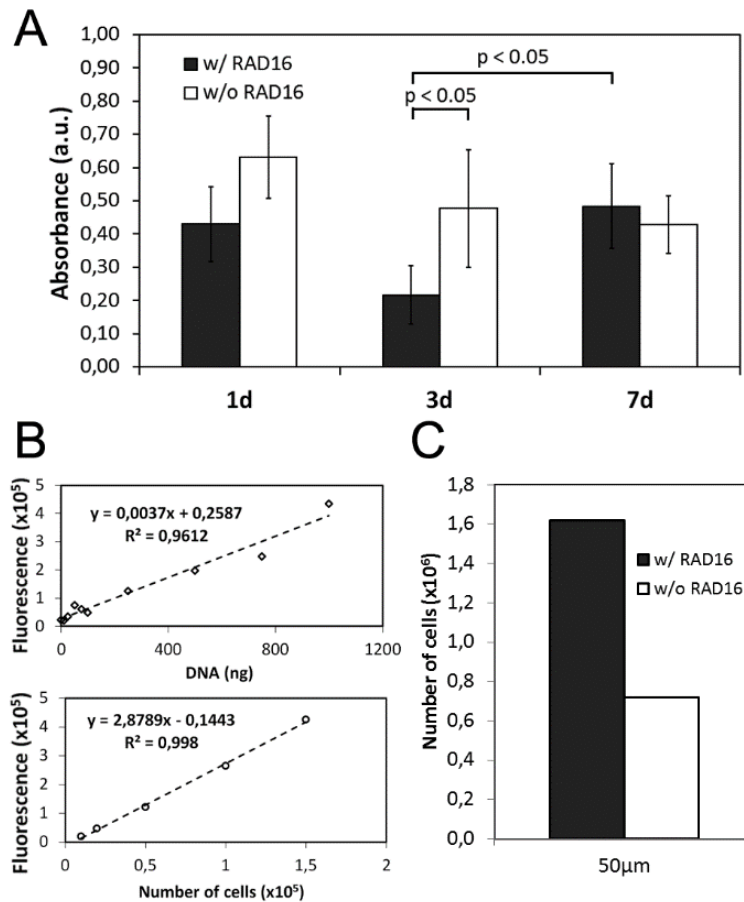 A
Absorbance (a.u.)
1,00
0,90
0,80
0,70
0,60
0,50
0,40
0,30
0,20
0,10
0,00
w/ RAD16
w/o RAD16
p < 0.05
p < 0.05
1d
3d
7d
B
Fluorescence (x10⁵)
5
4
3
2
1
0
y = 0,0037x + 0,2587
R² = 0,9612
0
400
800
1200
DNA (ng)
Fluorescence (x10⁵)
5
4
3
2
1
0
y = 2,8789x - 0,1443
R² = 0,998
0
0,5
1
1,5
2
Number of cells (x10⁵)
C
Number of cells (x10⁶)
1,8
1,6
1,4
1,2
1,0
0,8
0,6
0,4
0,2
0,0
w/ RAD16
w/o RAD16
50μm